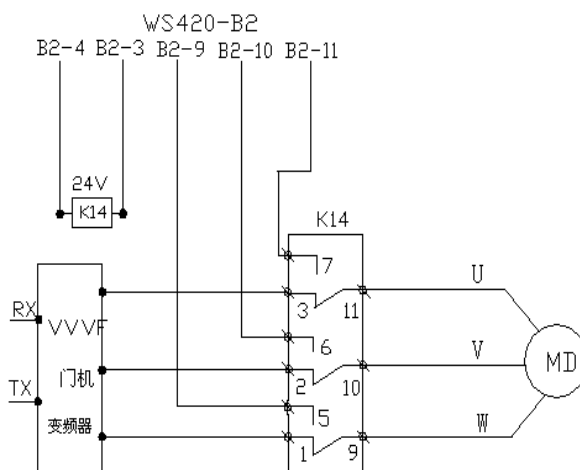 WS420-B2
B2-4 B2-3 B2-9 B2-10 B2-11
24V
K14
K14
7
U
3 11
RX
VVVF
6
V
MD
门机
2 10
TX
5
变频器
W
1 9